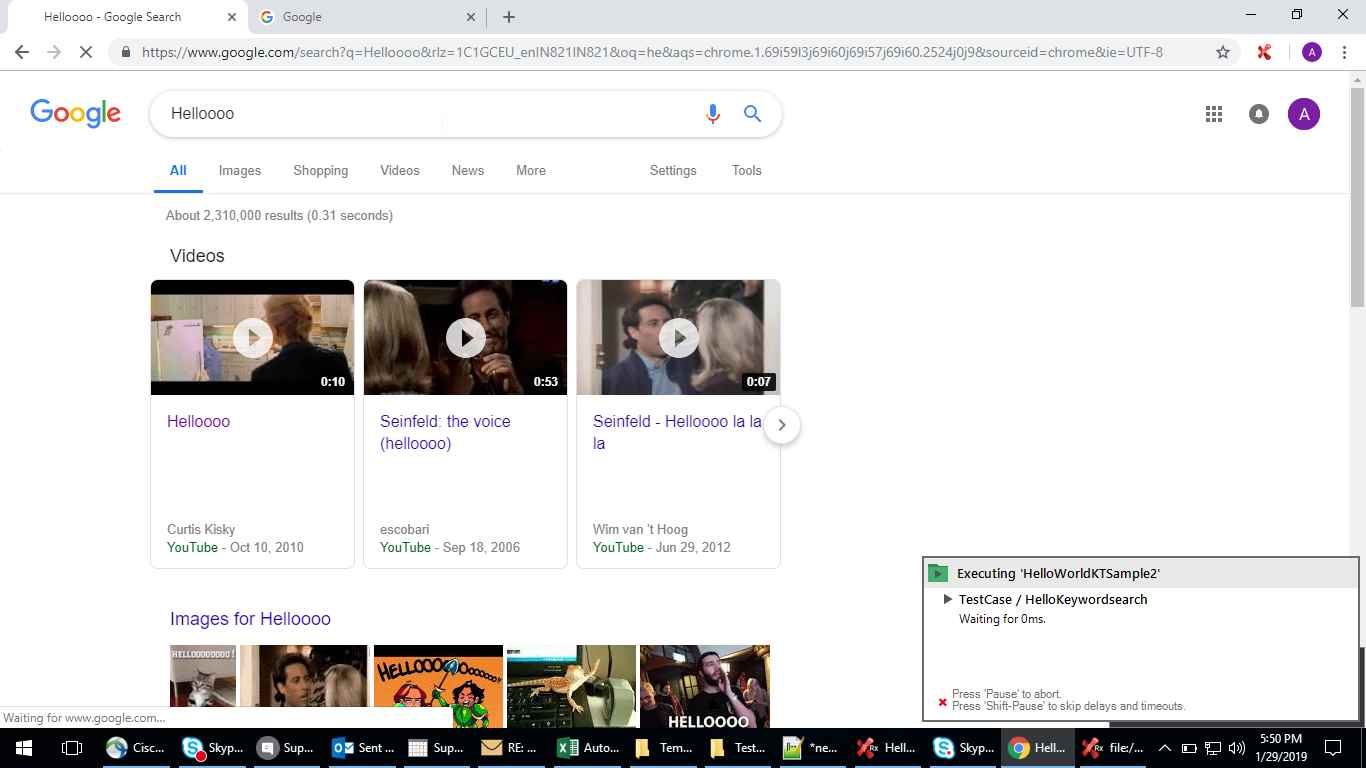 Helloooo - Google Search
Google
https://www.google.com/search?q=Helloooo&rlz=1C1GCEU_enIN821IN821&oq=he&aqs=chrome.1.69i59l3j69i60j69i57j69i60.2524j0j9&sourceid=chrome&ie=UTF-8
A
Google
Helloooo
A
All Images Shopping Videos News More Settings Tools
About 2,310,000 results (0.31 seconds)
Videos
0:10
0:53
0:07
Helloooo
Seinfeld: the voice
(helloooo)
Seinfeld - Helloooo la la
la
Curtis Kisky
YouTube - Oct 10, 2010
escobari
YouTube - Sep 18, 2006
Wim van 't Hoog
YouTube - Jun 29, 2012
Executing 'HelloWorldKTSample2'
TestCase / HelloKeywordsearch
Waiting for 0ms.
Press 'Pause' to abort.
Press 'Shift-Pause' to skip delays and timeouts.
Images for Helloooo
HELLOOOO
Waiting for www.google.com...
Cisc...
Skyp...
Sup...
Sent ...
Sup...
RE: ...
Auto...
Tem...
Test...
*ne...
Hell...
Skyp...
Hell...
file:/...
5:50 PM
1/29/2019